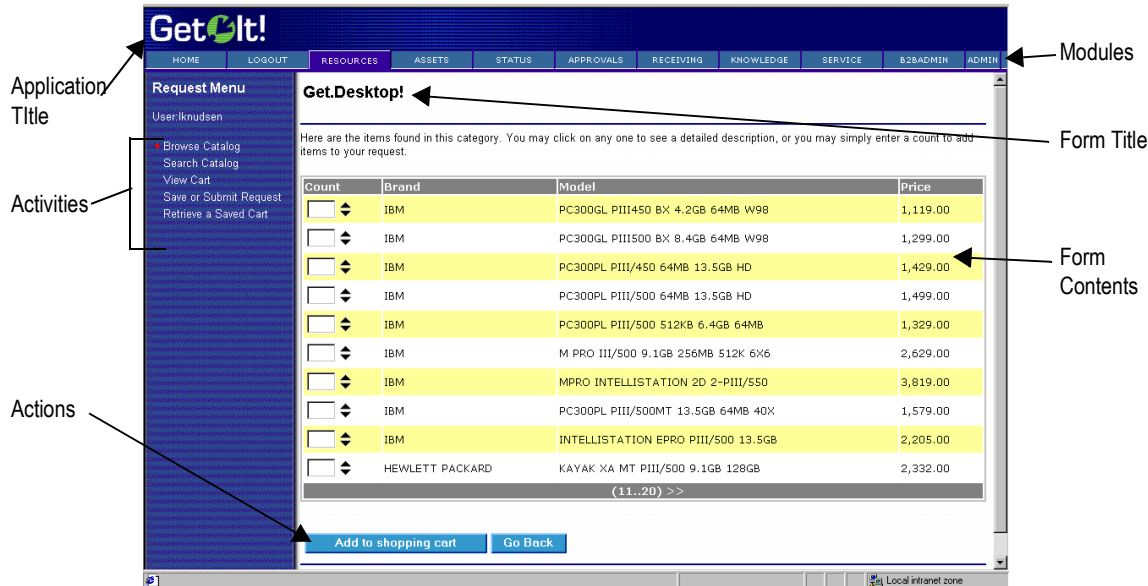 Get It!
HOME LOGOUT RESOURCES ASSETS STATUS APPROVALS RECEIVING KNOWLEDGE SERVICE B2BADMIN ADMIN
Modules
Application
TItle
Request Menu
User:lknudsen
Browse Catalog
Search Catalog
View Cart
Save or Submit Request
Retrieve a Saved Cart
Activities
Actions
Get.Desktop!
Form Title
Here are the items found in this category. You may click on any one to see a detailed description, or you may simply enter a count to add
items to your request.
Count Brand Model Price
IBM PC300GL PIII450 BX 4.2GB 64MB W98 1,119.00
IBM PC300GL PIII500 BX 8.4GB 64MB W98 1,299.00
IBM PC300PL PIII/450 64MB 13.5GB HD 1,429.00
IBM PC300PL PIII/500 64MB 13.5GB HD 1,499.00
IBM PC300PL PIII/500 512KB 6.4GB 64MB 1,329.00
IBM M PRO III/500 9.1GB 256MB 512K 6X6 2,629.00
IBM MPRO INTELLISTATION 2D 2-PIII/550 3,819.00
IBM PC300PL PIII/500MT 13.5GB 64MB 40X 1,579.00
IBM INTELLISTATION EPRO PIII/500 13.5GB 2,205.00
HEWLETT PACKARD KAYAK XA MT PIII/500 9.1GB 128GB 2,332.00
(11..20) >>
Form
Contents
Add to shopping cart Go Back
Local intranet zone